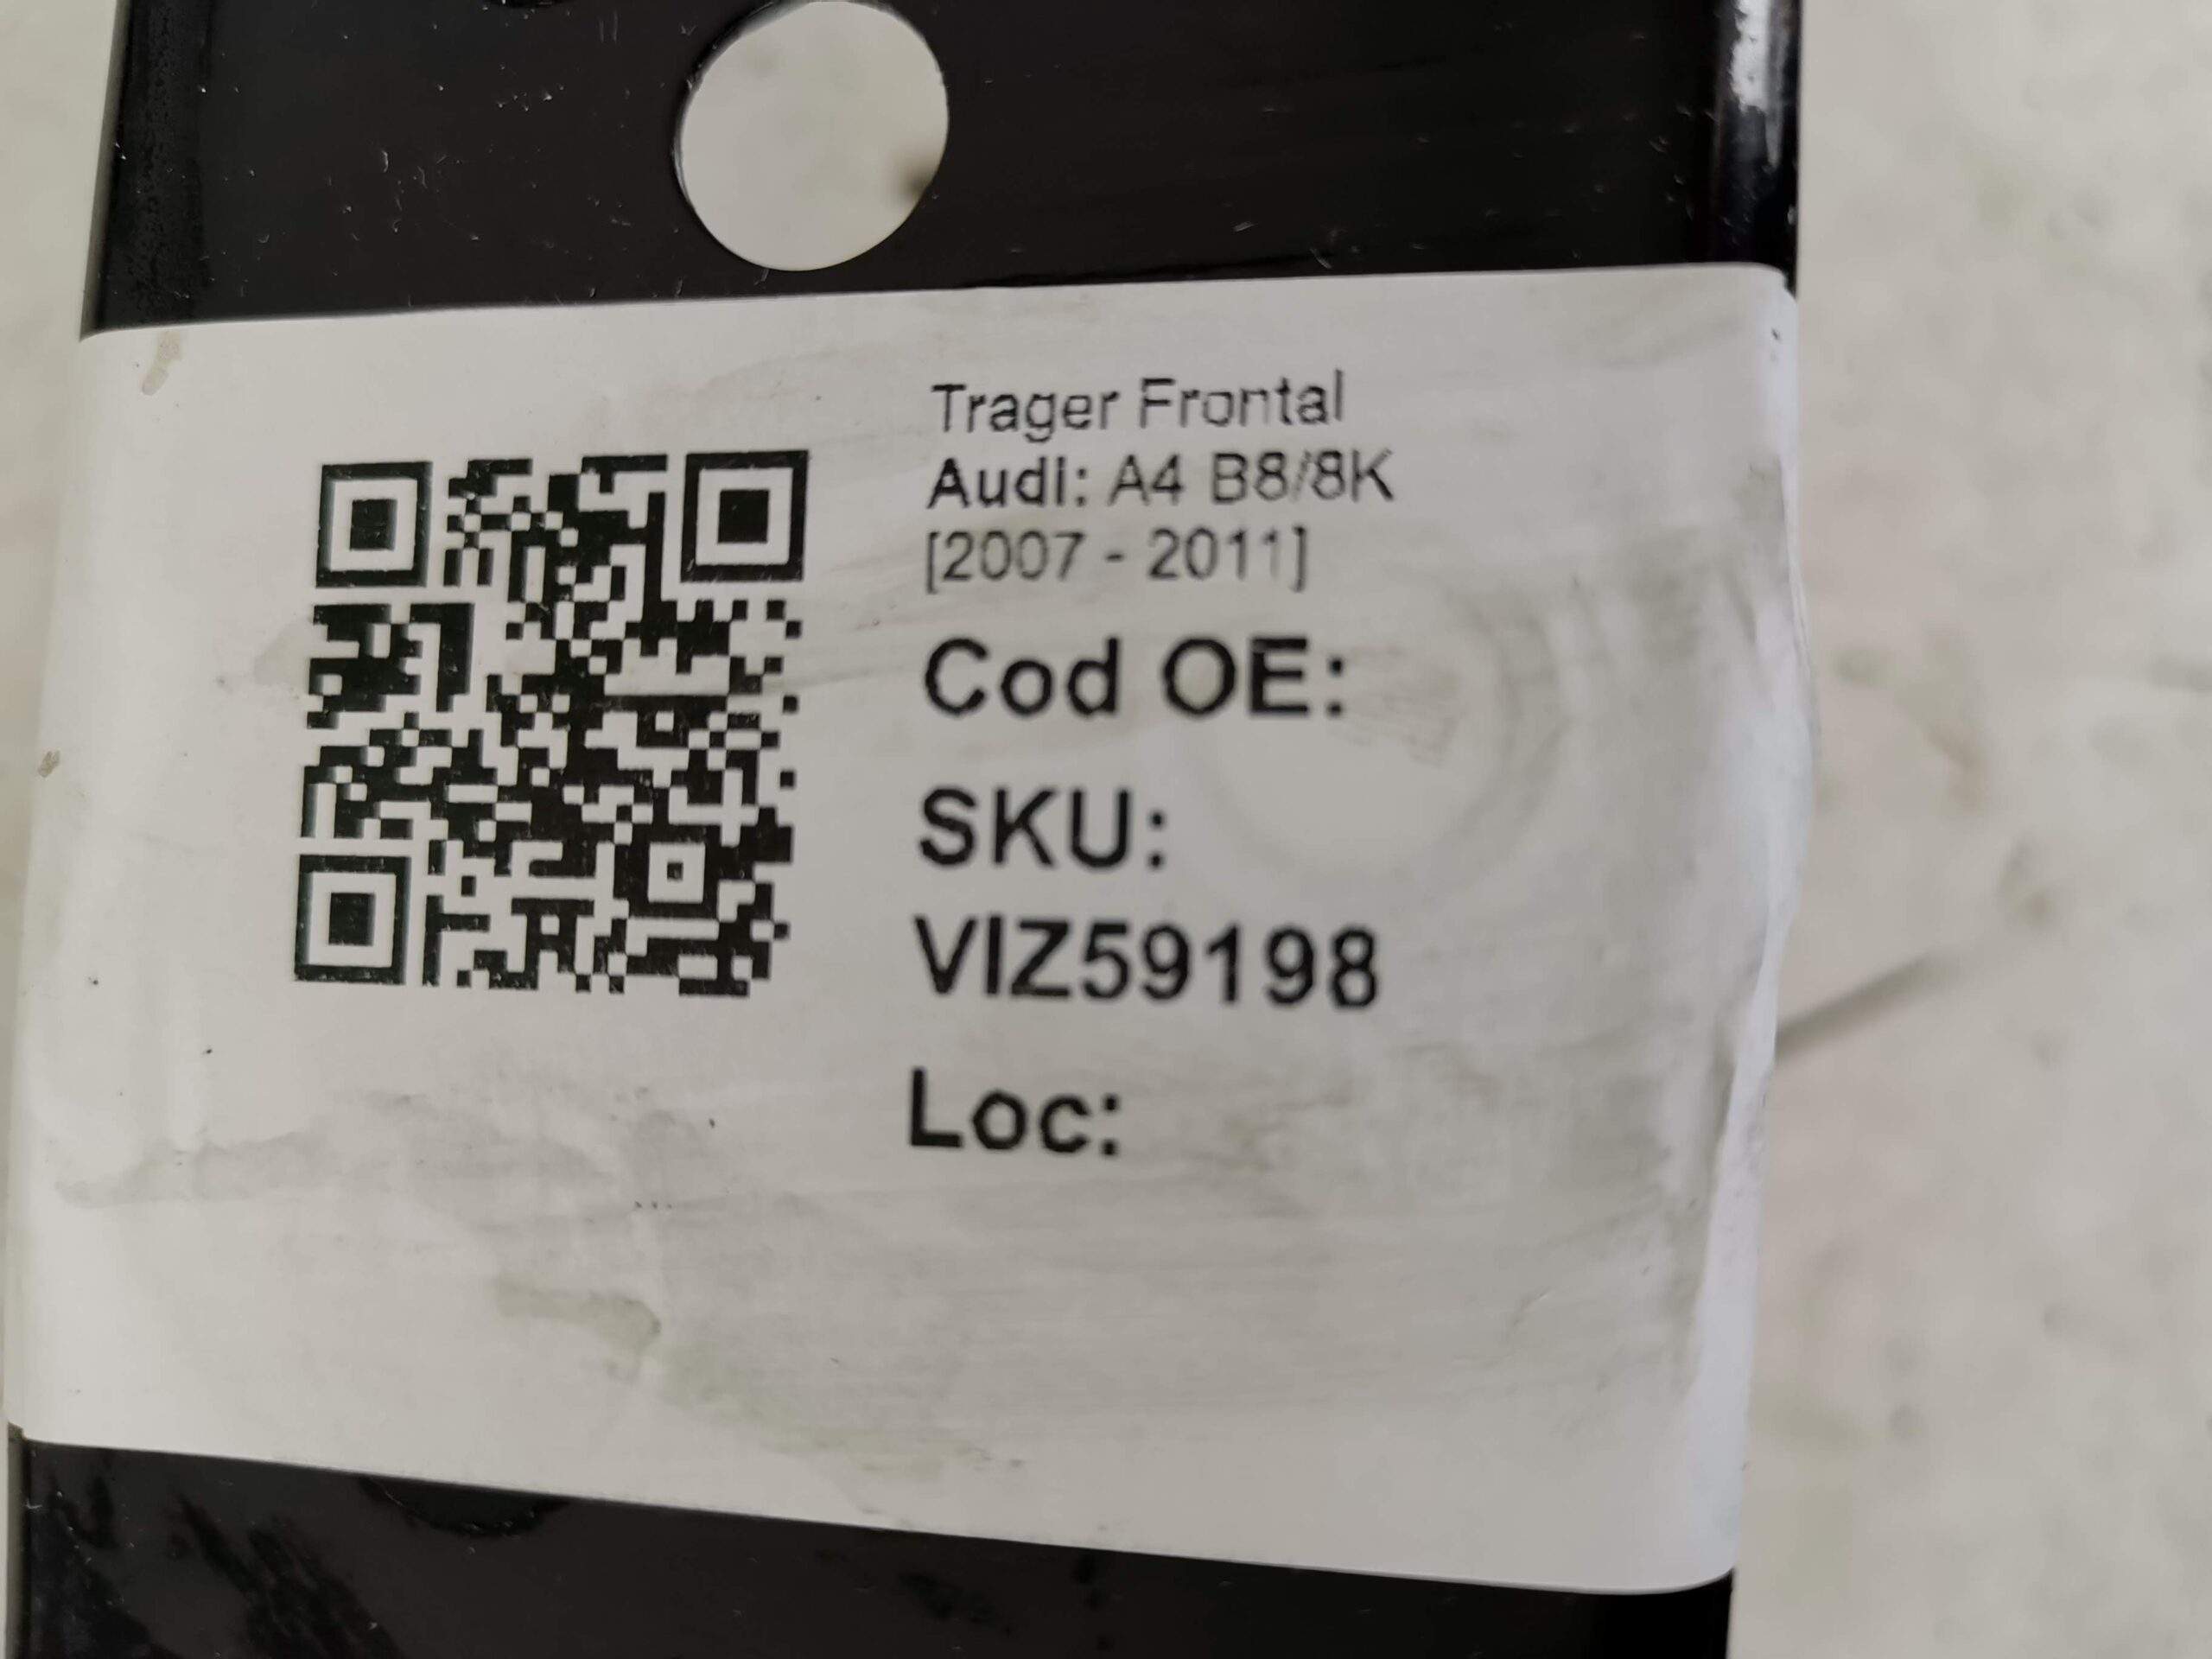 Trager Frontal
Audi: A4 B8/8K
[2007 - 2011]
Cod OE:
SKU:
VIZ59198
Loc: